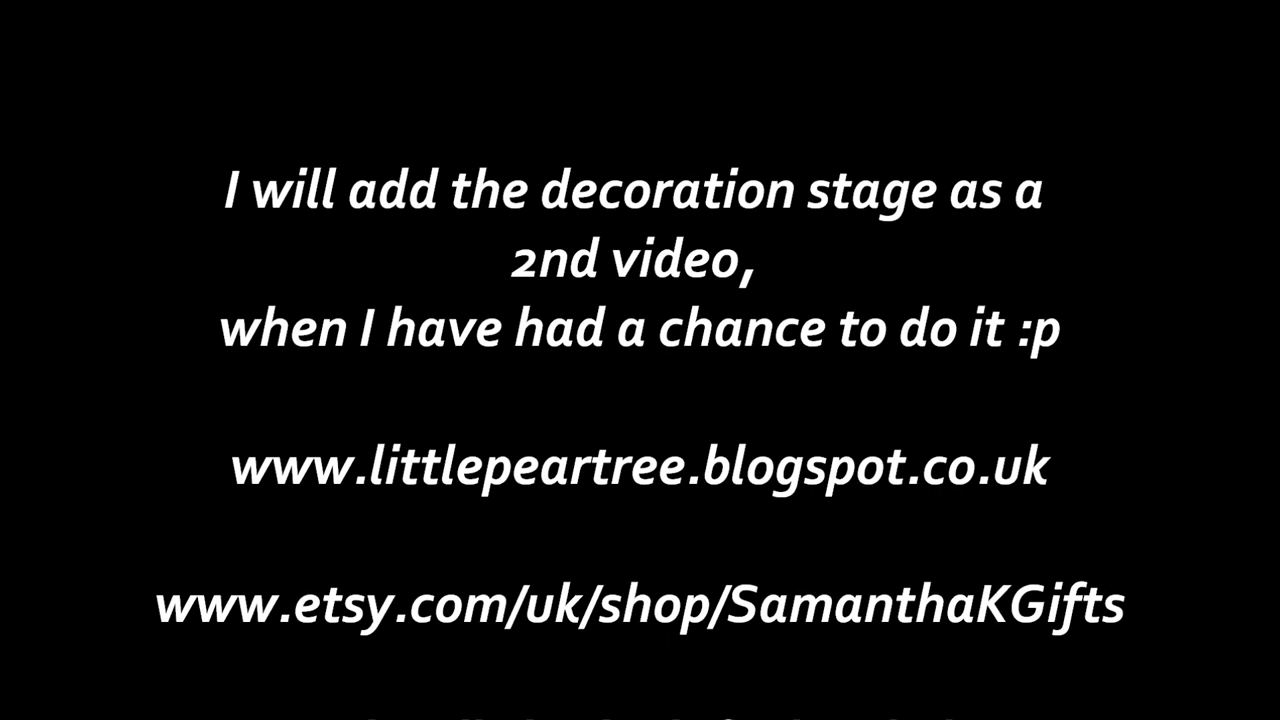 I will add the decoration stage as a
2nd video,
when I have had a chance to do it :p
www.littlepeartree.blogspot.co.uk
www.etsy.com/uk/shop/SamanthaKGifts